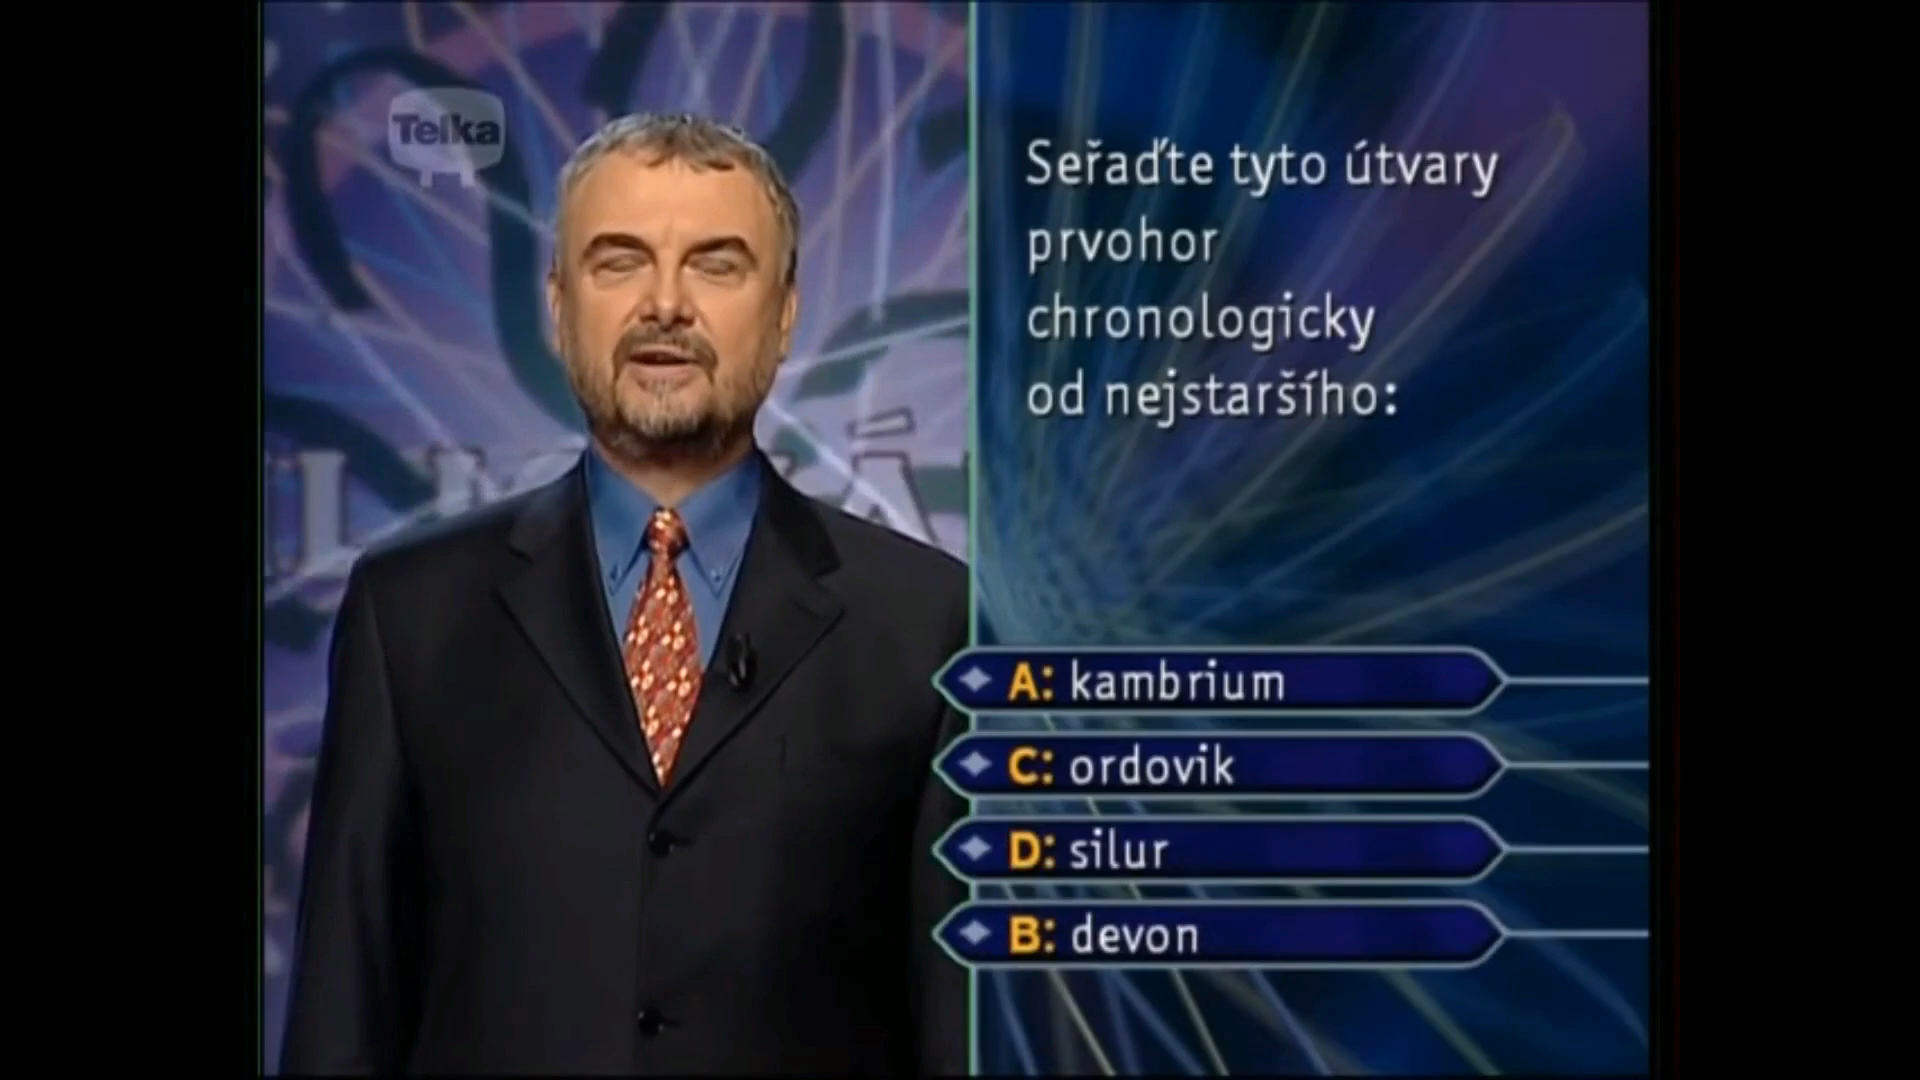 Telka
Seřaďte tyto útvary
prvohor
chronologicky
od nejstaršího:
A: kambrium
C: ordovik
D: silur
B: devon